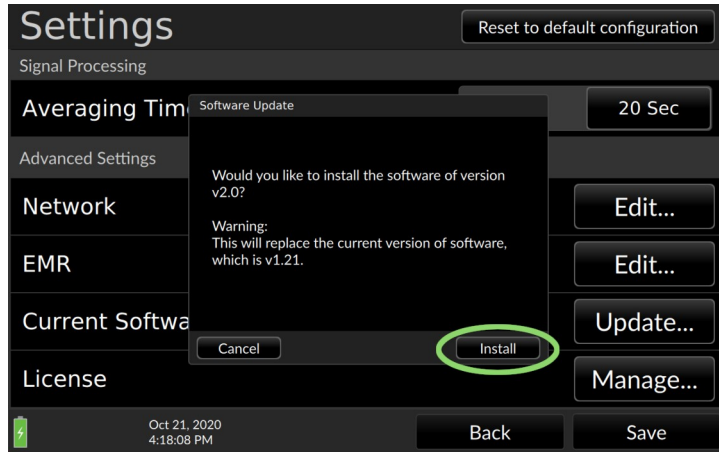 Settings
Reset to default configuration
Signal Processing
Averaging Tim
20 Sec
Software Update
Would you like to install the software of version
v2.0?
Warning:
This will replace the current version of software,
which is v1.21.
Cancel
Install
Advanced Settings
Network
Edit...
EMR
Edit...
Current Softwa
Update...
License
Manage...
Oct 21, 2020
4:18:08 PM
Back
Save